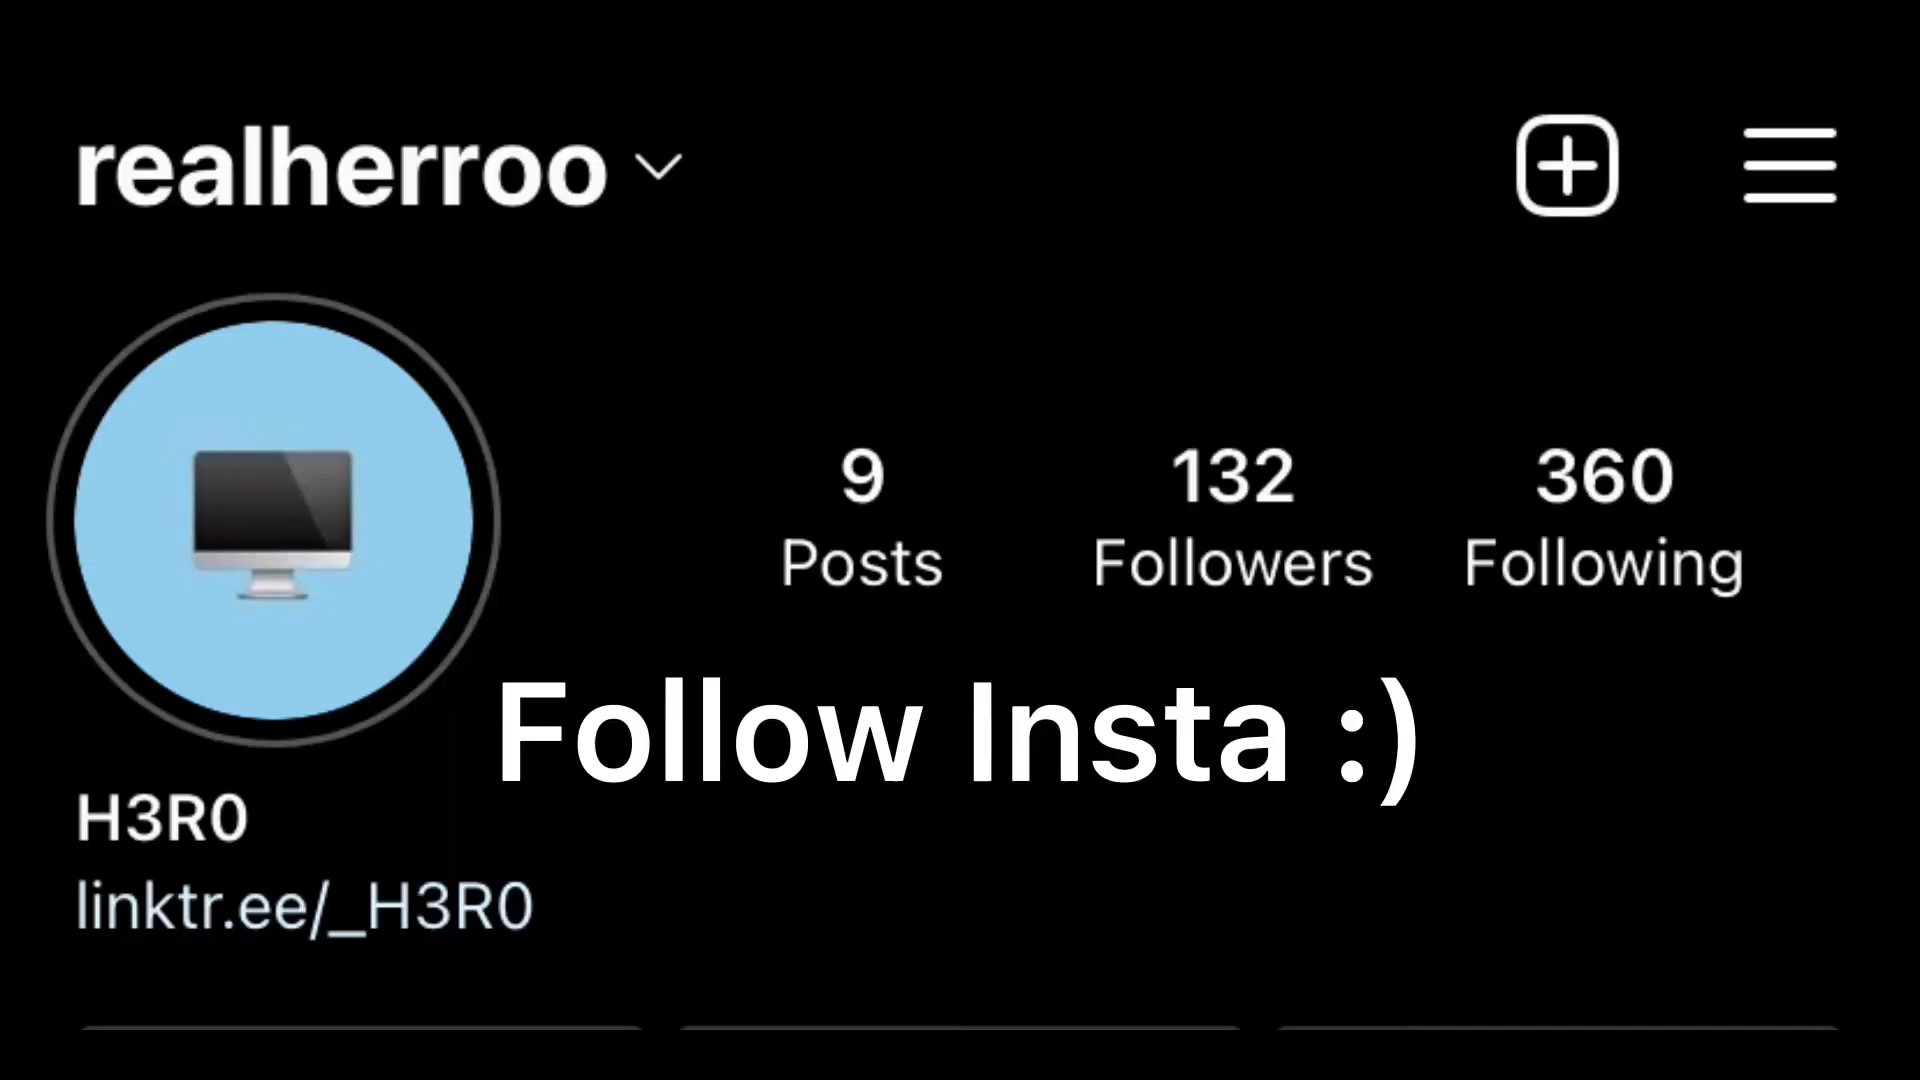 realherroo
9 132 360
Posts Followers Following
Follow Insta :)
H3R0
linktr.ee/_H3R0